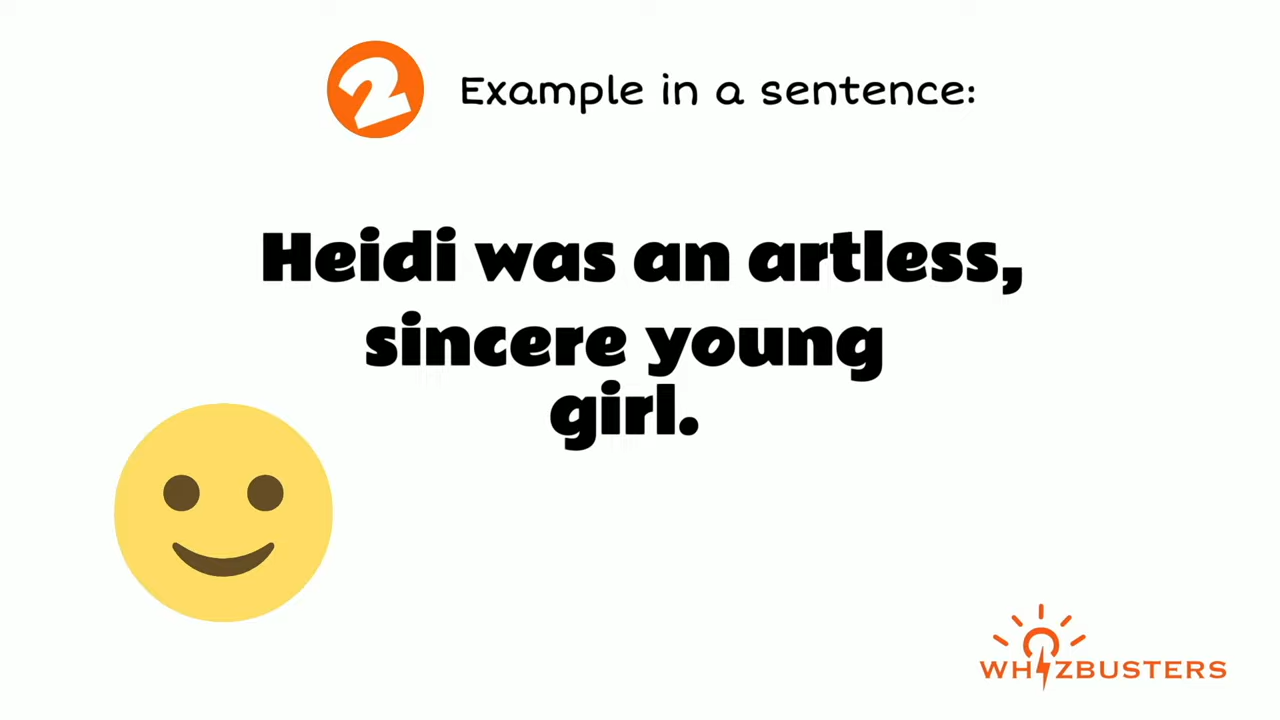 2 Example in a sentence:
Heidi was an artless,
sincere young
girl.
WHIZBUSTERS